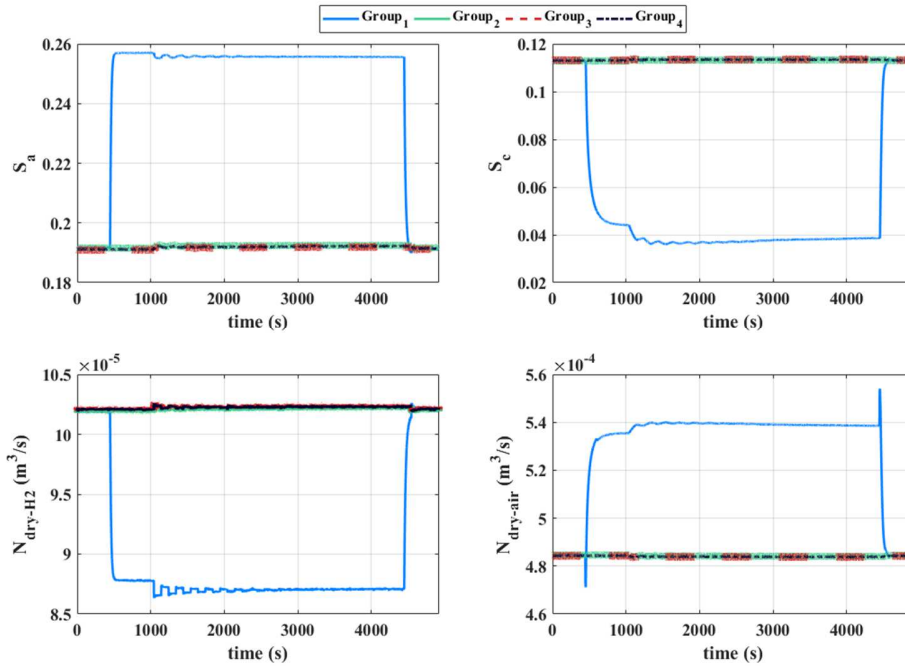 Group₁ Group₂ Group₃ Group₄
0.26
0.24
0.22
0.2
0.18
Sₐ
0 1000 2000 3000 4000
time (s)
0.12
0.1
0.08
0.06
0.04
0.02
S_c
0 1000 2000 3000 4000
time (s)
×10⁻⁵
10.5
10
9.5
9
8.5
N_dry-H2 (m³/s)
0 1000 2000 3000 4000
time (s)
×10⁻⁴
5.6
5.4
5.2
5
4.8
4.6
N_dry-air (m³/s)
0 1000 2000 3000 4000
time (s)